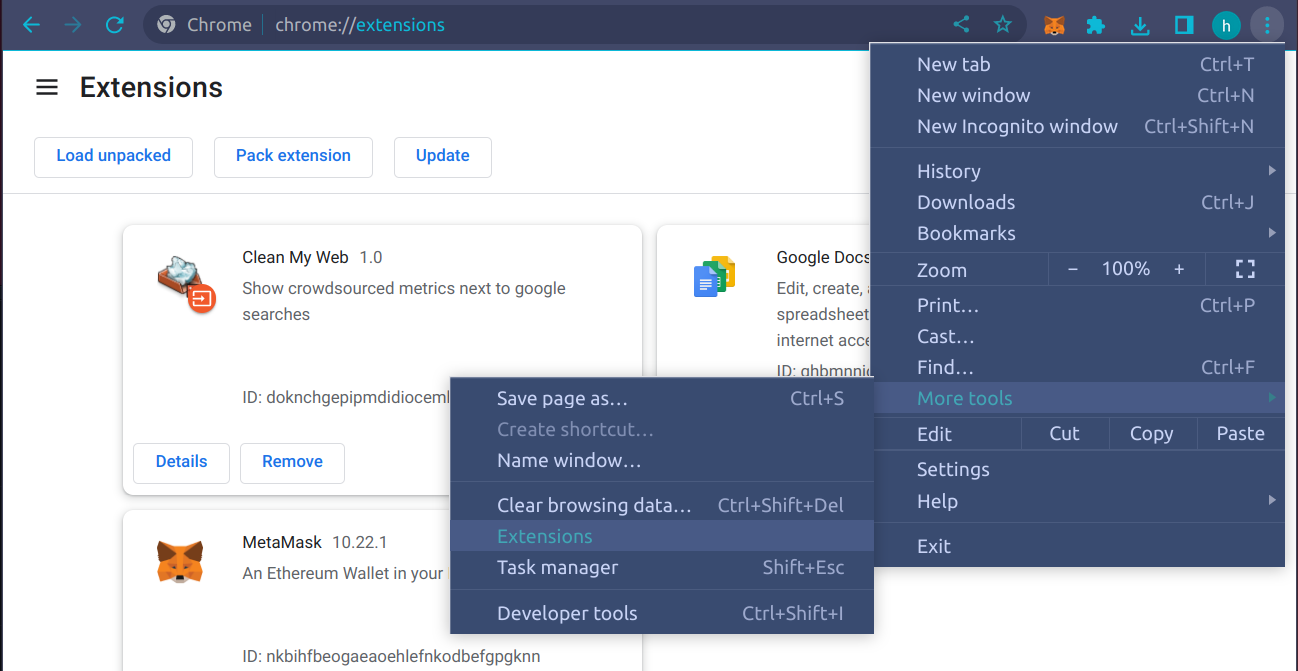 Chrome chrome://extensions h
Extensions
Load unpacked Pack extension Update
Clean My Web 1.0
Show crowdsourced metrics next to google
searches
ID: doknchgepipmdidioceml
Details Remove
Google Docs
Edit, create,
spreadsheet
internet acce
ID: ghbmnni
MetaMask 10.22.1
An Ethereum Wallet in your
ID: nkbihfbeogaeaoehlefnkodbefgpgknn
New tab Ctrl+T
New window Ctrl+N
New Incognito window Ctrl+Shift+N
History
Downloads Ctrl+J
Bookmarks
Zoom − 100% +
Print… Ctrl+P
Cast…
Find… Ctrl+F
More tools
Edit Cut Copy Paste
Settings
Help
Exit
Save page as… Ctrl+S
Create shortcut…
Name window…
Clear browsing data… Ctrl+Shift+Del
Extensions
Task manager Shift+Esc
Developer tools Ctrl+Shift+I